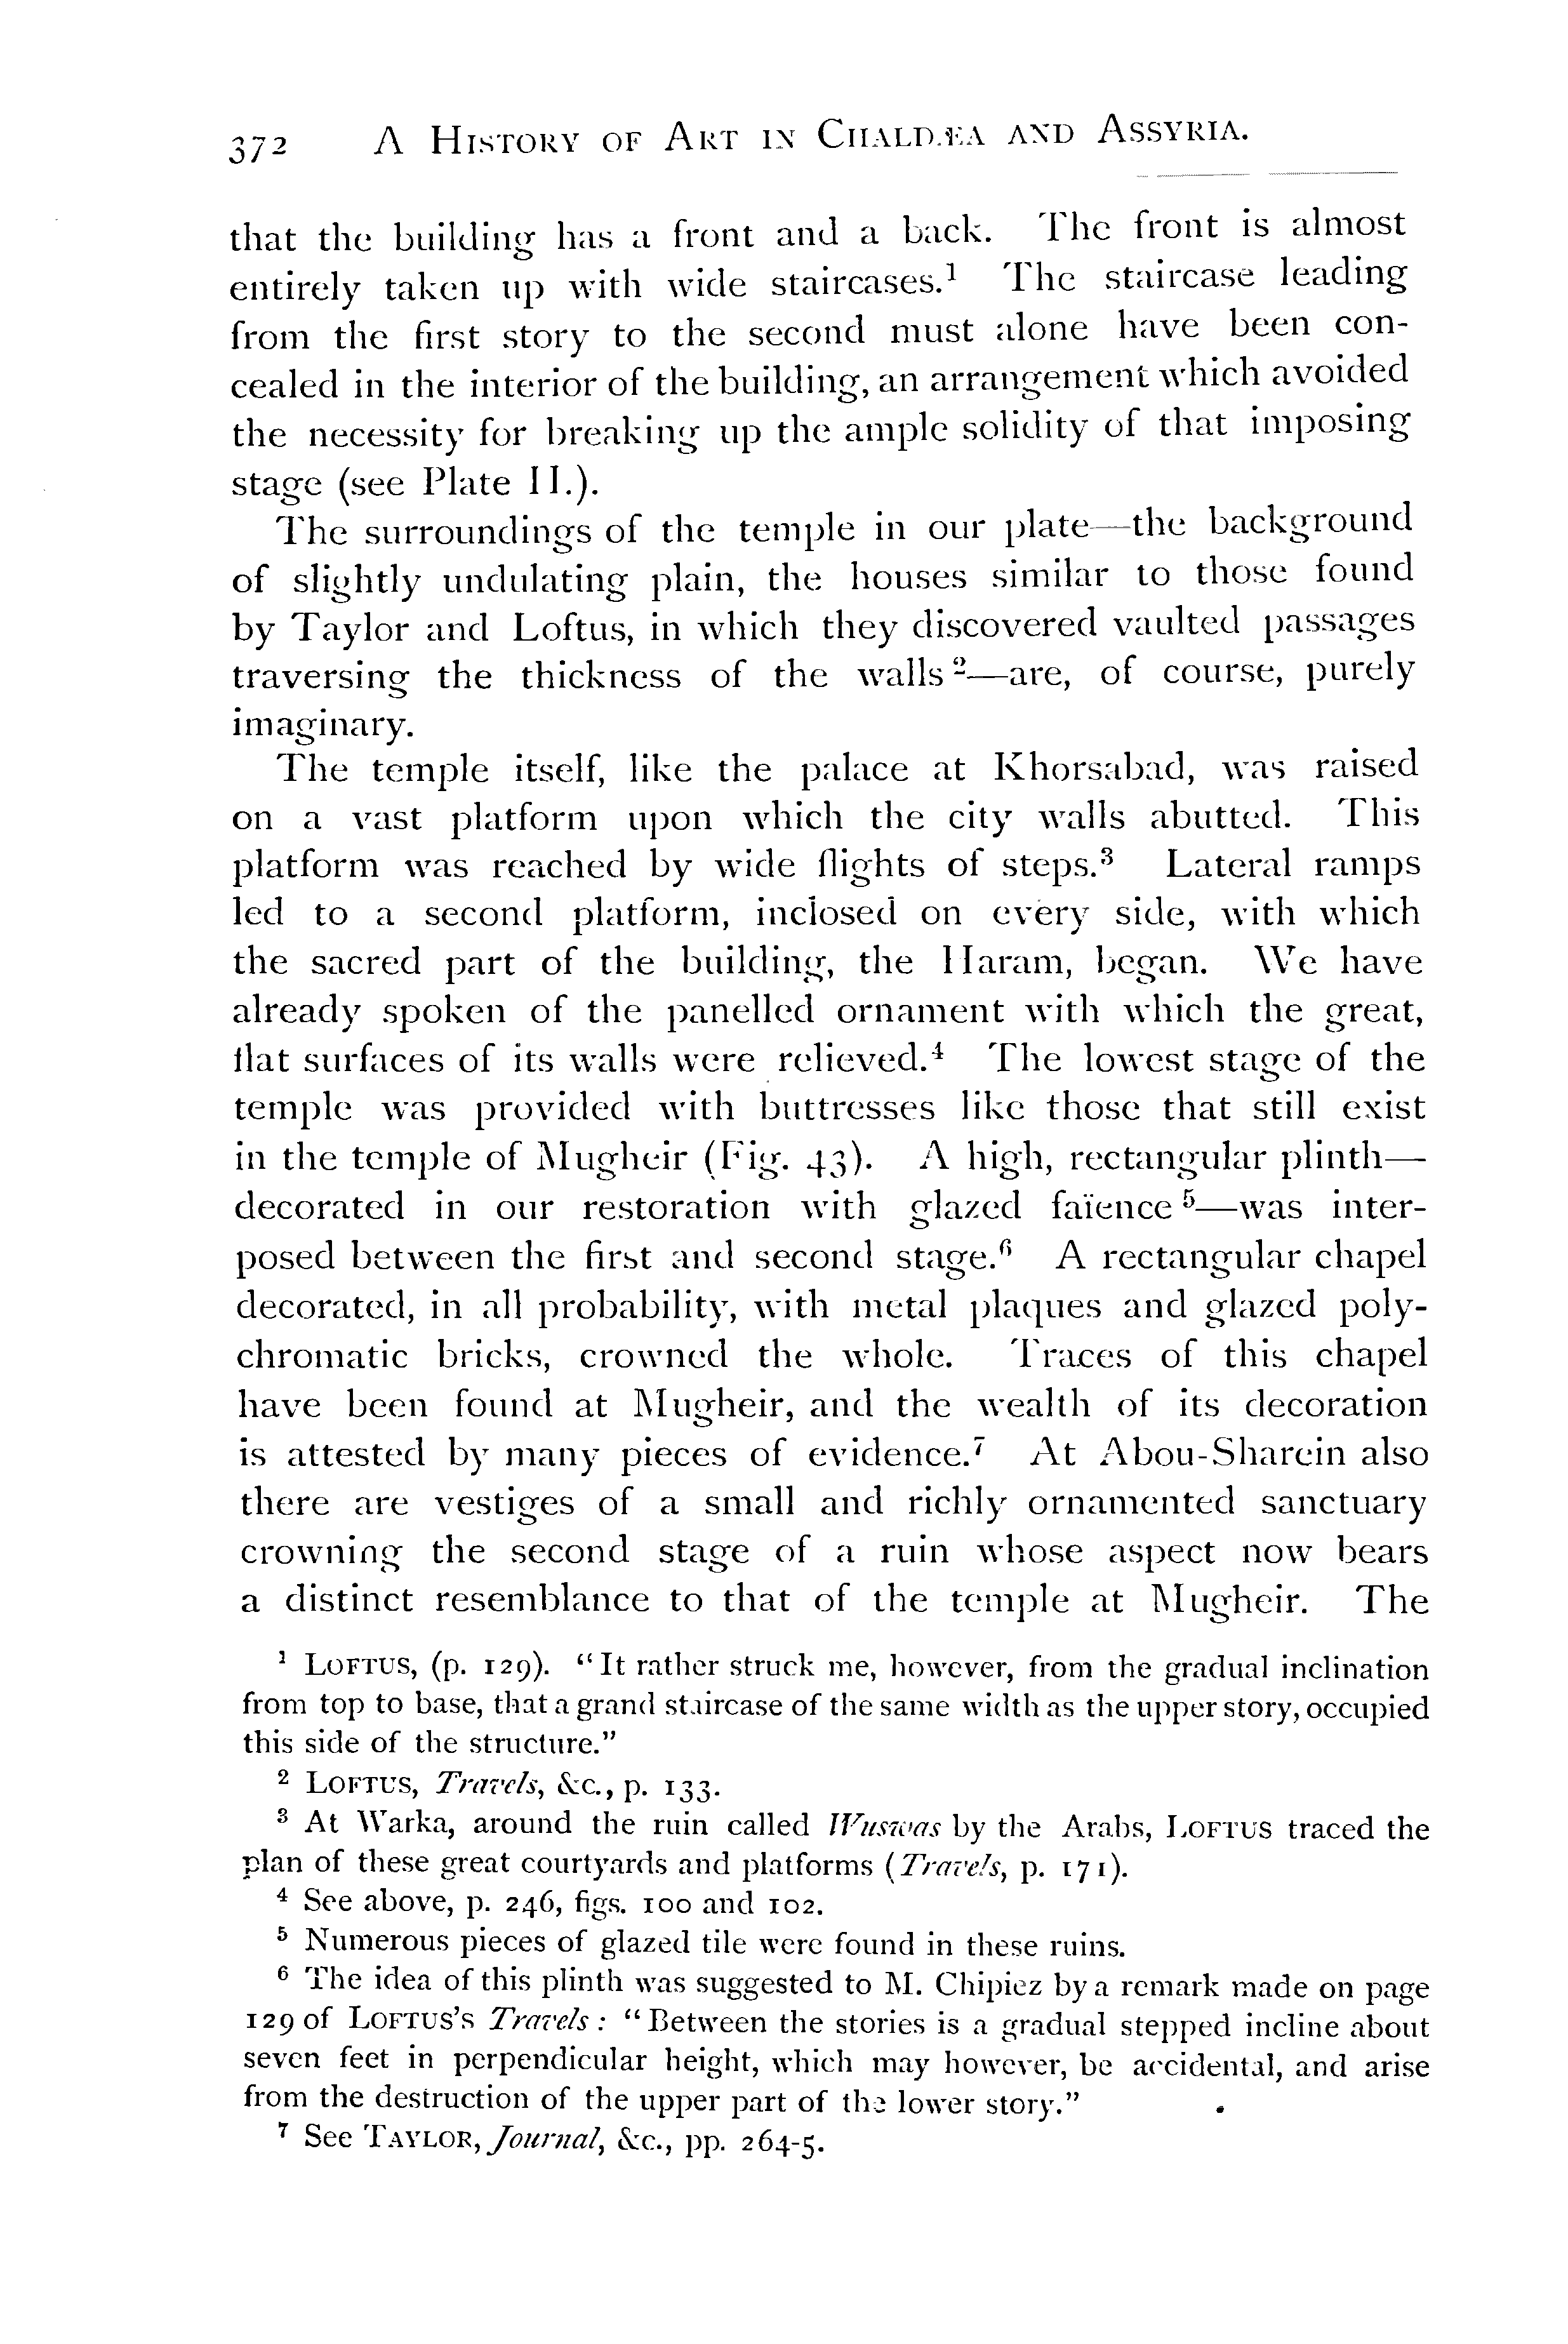 372 A HISTORY OF ART IN CHALDÆA AND ASSYRIA.
that the building has a front and a back. The front is almost
entirely taken up with wide staircases.¹ The staircase leading
from the first story to the second must alone have been con-
cealed in the interior of the building, an arrangement which avoided
the necessity for breaking up the ample solidity of that imposing
stage (see Plate II.).
The surroundings of the temple in our plate—the background
of slightly undulating plain, the houses similar to those found
by Taylor and Loftus, in which they discovered vaulted passages
traversing the thickness of the walls ²—are, of course, purely
imaginary.
The temple itself, like the palace at Khorsabad, was raised
on a vast platform upon which the city walls abutted. This
platform was reached by wide flights of steps.³ Lateral ramps
led to a second platform, inclosed on every side, with which
the sacred part of the building, the Haram, began. We have
already spoken of the panelled ornament with which the great,
flat surfaces of its walls were relieved.⁴ The lowest stage of the
temple was provided with buttresses like those that still exist
in the temple of Mugheir (Fig. 43). A high, rectangular plinth—
decorated in our restoration with glazed faïence ⁵—was inter-
posed between the first and second stage.⁶ A rectangular chapel
decorated, in all probability, with metal plaques and glazed poly-
chromatic bricks, crowned the whole. Traces of this chapel
have been found at Mugheir, and the wealth of its decoration
is attested by many pieces of evidence.⁷ At Abou-Sharein also
there are vestiges of a small and richly ornamented sanctuary
crowning the second stage of a ruin whose aspect now bears
a distinct resemblance to that of the temple at Mugheir. The
¹ LOFTUS, (p. 129). “It rather struck me, however, from the gradual inclination
from top to base, that a grand staircase of the same width as the upper story, occupied
this side of the structure.”
² LOFTUS, Travels, &c., p. 133.
³ At Warka, around the ruin called Wuswas by the Arabs, LOFTUS traced the
plan of these great courtyards and platforms (Travels, p. 171).
⁴ See above, p. 246, figs. 100 and 102.
⁵ Numerous pieces of glazed tile were found in these ruins.
⁶ The idea of this plinth was suggested to M. Chipiez by a remark made on page
129 of LOFTUS'S Travels: “Between the stories is a gradual stepped incline about
seven feet in perpendicular height, which may however, be accidental, and arise
from the destruction of the upper part of the lower story.”
⁷ See TAYLOR, Journal, &c., pp. 264-5.